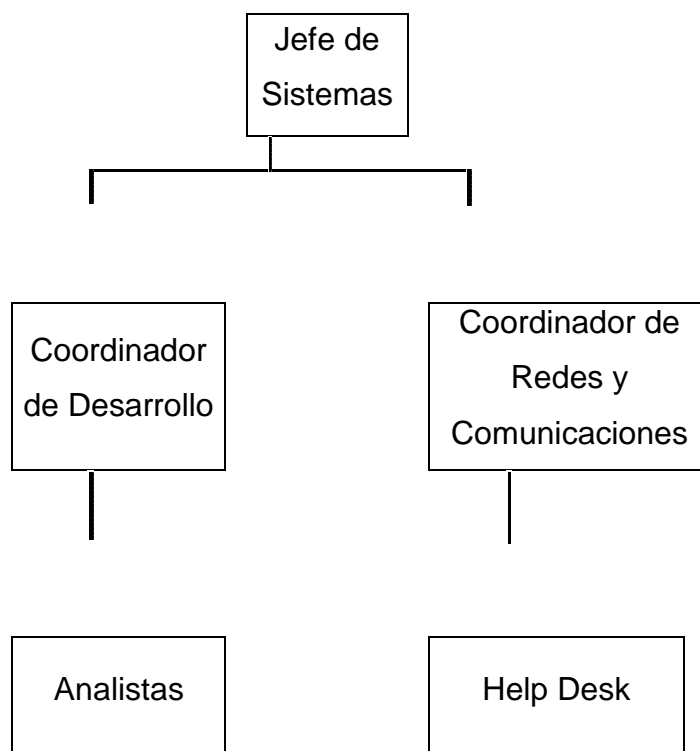 Jefe de
Sistemas
Coordinador
de Desarrollo
Coordinador de
Redes y
Comunicaciones
Analistas
Help Desk